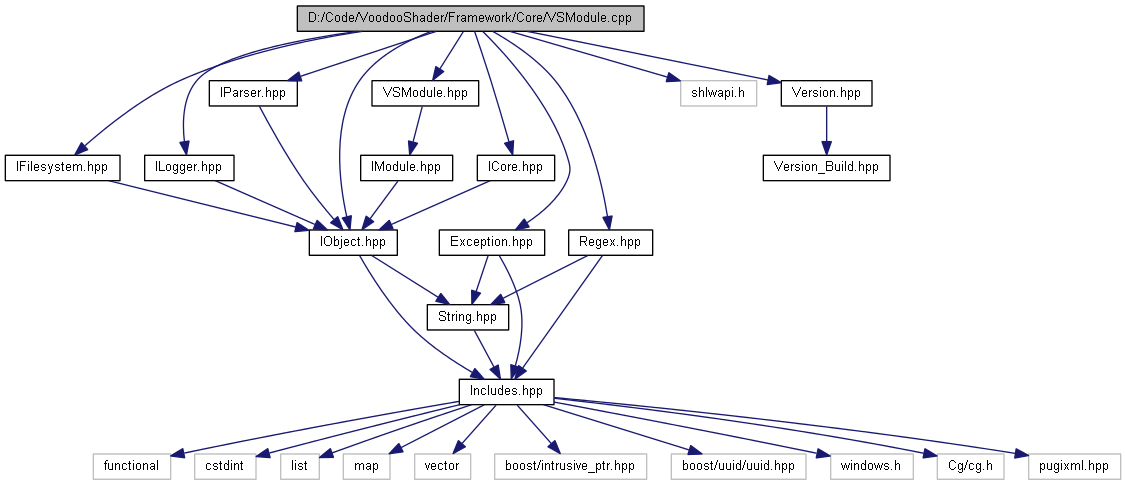 D:/Code/VoodooShader/Framework/Core/VSModule.cpp
IParser.hpp
VSModule.hpp
shlwapi.h
Version.hpp
IFilesystem.hpp
ILogger.hpp
IModule.hpp
ICore.hpp
Version_Build.hpp
IObject.hpp
Exception.hpp
Regex.hpp
String.hpp
Includes.hpp
functional
cstdint
list
map
vector
boost/intrusive_ptr.hpp
boost/uuid/uuid.hpp
windows.h
Cg/cg.h
pugixml.hpp